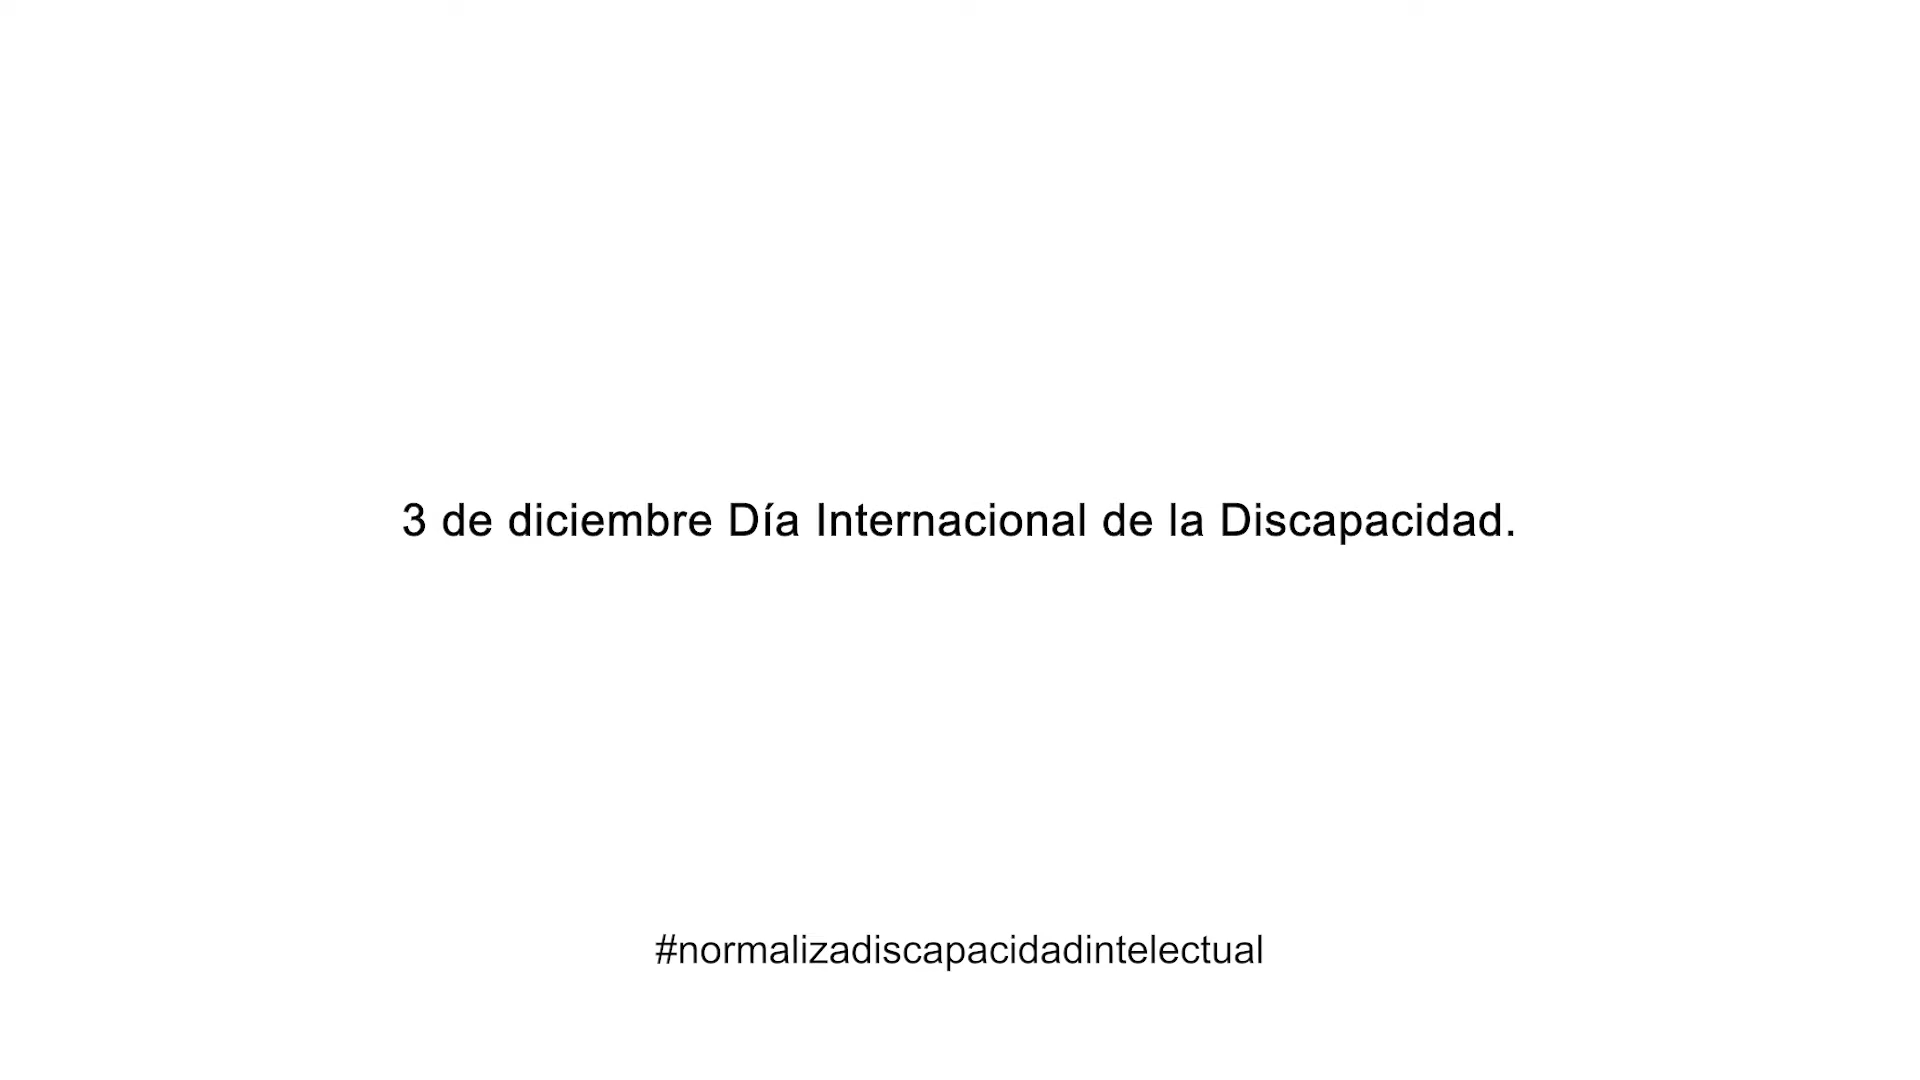 3 de diciembre Día Internacional de la Discapacidad.
#normalizadiscapacidadintelectual